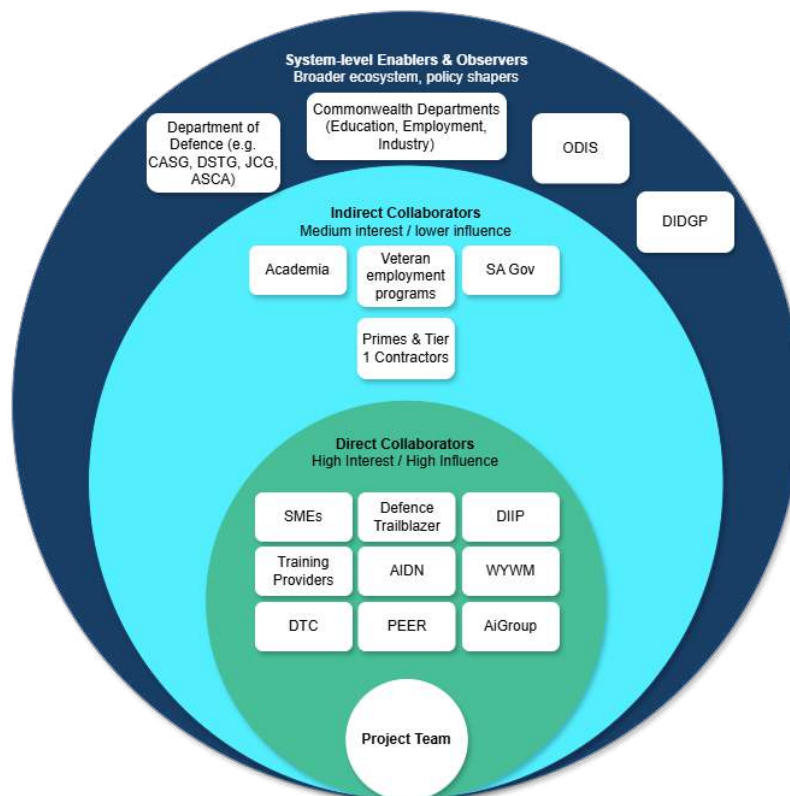 System-level Enablers & Observers
Broader ecosystem, policy shapers
Department of
Defence (e.g.
CASG, DSTG, JCG,
ASCA)
Commonwealth Departments
(Education, Employment,
Industry)
ODIS
DIDGP
Indirect Collaborators
Medium interest / lower influence
Academia
Veteran
employment
programs
SA Gov
Primes & Tier
1 Contractors
Direct Collaborators
High Interest / High Influence
SMEs
Defence
Trailblazer
DIIP
Training
Providers
AIDN
WYWM
DTC
PEER
AiGroup
Project Team